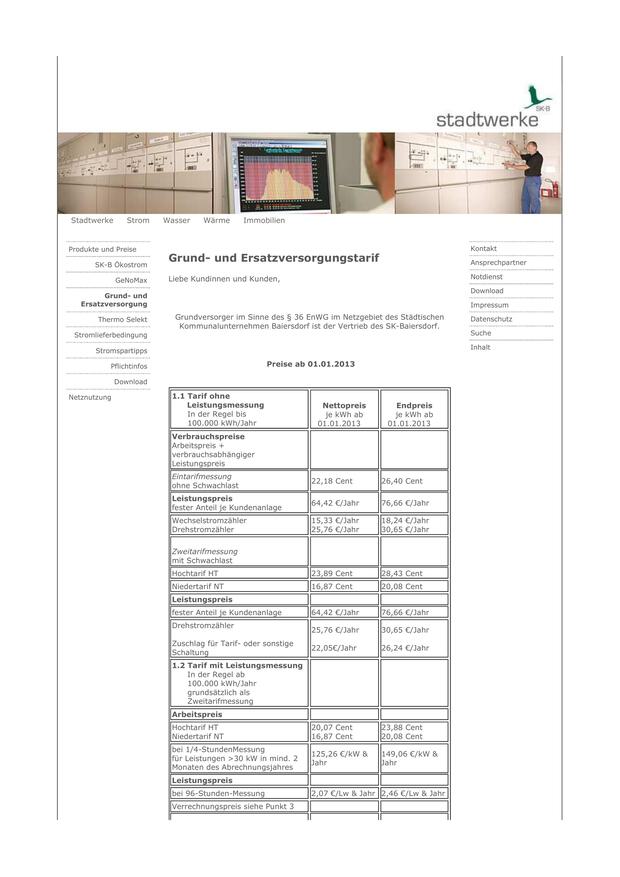 SK-B
stadtwerke
Stadtwerke Strom Wasser Wärme Immobilien
Produkte und Preise
SK-B Ökostrom
GeNoMax
Grund- und
Ersatzversorgung
Thermo Selekt
Stromlieferbedingung
Stromspartipps
Pflichtinfos
Download
Netznutzung
Grund- und Ersatzversorgungstarif
Liebe Kundinnen und Kunden,
Grundversorger im Sinne des § 36 EnWG im Netzgebiet des Städtischen
Kommunalunternehmen Baiersdorf ist der Vertrieb des SK-Baiersdorf.
Preise ab 01.01.2013
1.1 Tarif ohne
Leistungsmessung
In der Regel bis
100.000 kWh/Jahr
Nettopreis
je kWh ab
01.01.2013
Endpreis
je kWh ab
01.01.2013
Verbrauchspreise
Arbeitspreis +
verbrauchsabhängiger
Leistungspreis
Eintarifmessung
ohne Schwachlast
22,18 Cent
26,40 Cent
Leistungspreis
fester Anteil je Kundenanlage
64,42 €/Jahr
76,66 €/Jahr
Wechselstromzähler
Drehstromzähler
15,33 €/Jahr
25,76 €/Jahr
18,24 €/Jahr
30,65 €/Jahr
Zweitarifmessung
mit Schwachlast
Hochtarif HT
23,89 Cent
28,43 Cent
Niedertarif NT
16,87 Cent
20,08 Cent
Leistungspreis
fester Anteil je Kundenanlage
64,42 €/Jahr
76,66 €/Jahr
Drehstromzähler
Zuschlag für Tarif- oder sonstige
Schaltung
25,76 €/Jahr
22,05€/Jahr
30,65 €/Jahr
26,24 €/Jahr
1.2 Tarif mit Leistungsmessung
In der Regel ab
100.000 kWh/Jahr
grundsätzlich als
Zweitarifmessung
Arbeitspreis
Hochtarif HT
Niedertarif NT
20,07 Cent
16,87 Cent
23,88 Cent
20,08 Cent
bei 1/4-StundenMessung
für Leistungen >30 kW in mind. 2
Monaten des Abrechnungsjahres
125,26 €/kW &
Jahr
149,06 €/kW &
Jahr
Leistungspreis
bei 96-Stunden-Messung
2,07 €/Lw & Jahr
2,46 €/Lw & Jahr
Verrechnungspreis siehe Punkt 3
Kontakt
Ansprechpartner
Notdienst
Download
Impressum
Datenschutz
Suche
Inhalt